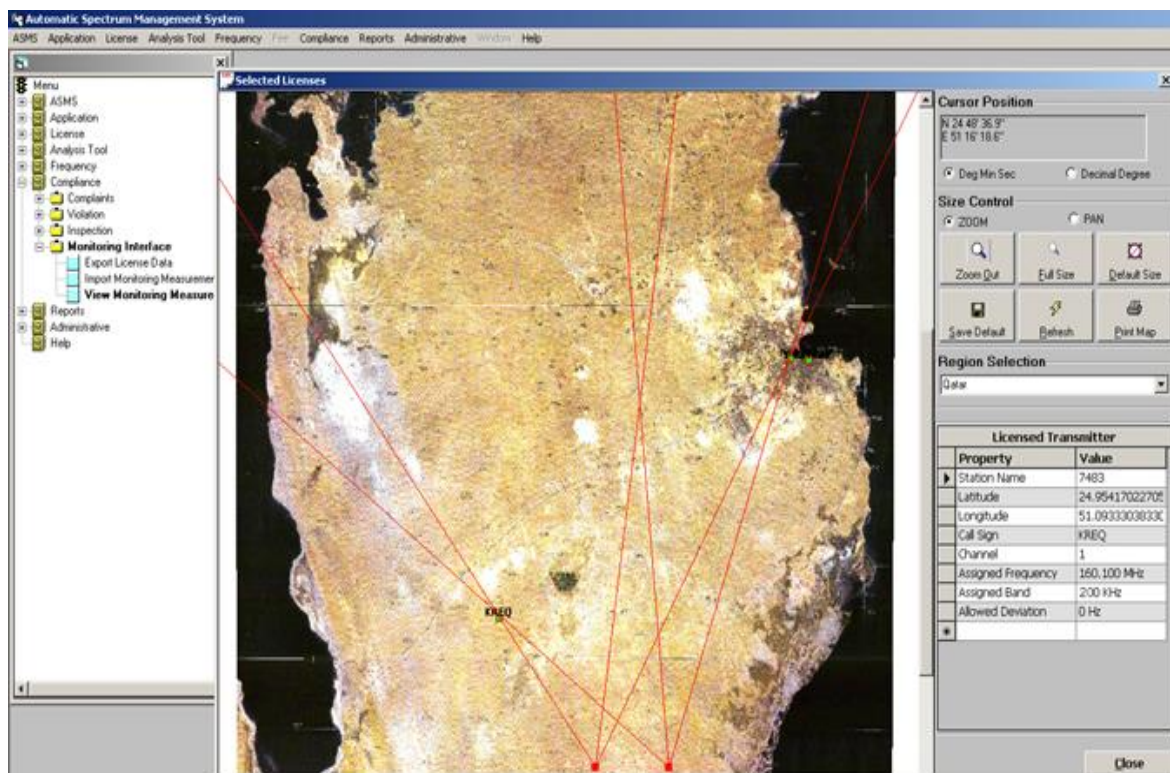 Automatic Spectrum Management System
ASMS Application License Analysis Tool Frequency Fee Compliance Reports Administrative Window Help
Menu
ASMS
Application
License
Analysis Tool
Frequency
Compliance
Complaints
Violation
Inspection
Monitoring Interface
Export License Data
Import Monitoring Measuremen
View Monitoring Measure
Reports
Administrative
Help
Selected Licenses
KREQ
Cursor Position
N 24 48' 36.9"
E 51 16' 18.6"
Deg Min Sec Decimal Degree
Size Control
ZOOM PAN
Zoom Out Full Size Default Size
Save Default Refresh Print Map
Region Selection
Qatar
Licensed Transmitter
Property Value
Station Name 7483
Latitude 24.9541702270
Longitude 51.0933303833
Call Sign KREQ
Channel 1
Assigned Frequency 160.100 MHz
Assigned Band 200 KHz
Allowed Deviation 0 Hz
Close